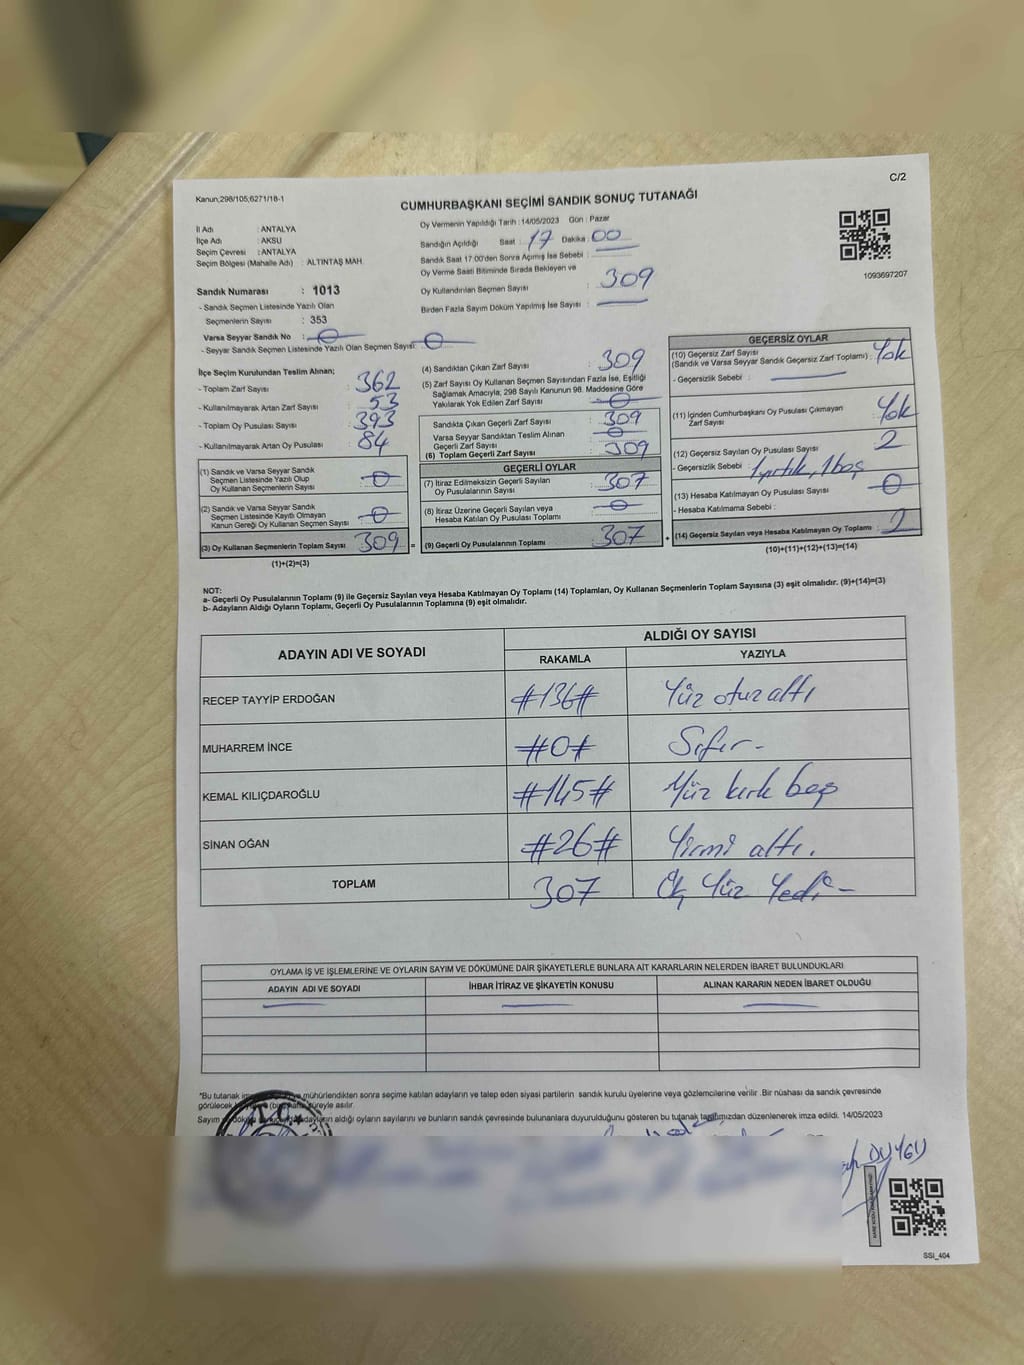 Kanun;298/105;6271/18-1
C/2
CUMHURBAŞKANI SEÇİMİ SANDIK SONUÇ TUTANAĞI
İl Adı : ANTALYA
İlçe Adı : AKSU
Seçim Çevresi : ANTALYA
Seçim Bölgesi (Mahalle Adı) : ALTINTAŞ MAH.
Sandık Numarası : 1013
- Sandık Seçmen Listesinde Yazılı Olan
Seçmenlerin Sayısı : 353
Varsa Seyyar Sandık No : 0
- Seyyar Sandık Seçmen Listesinde Yazılı Olan Seçmen Sayısı: 0
Oy Vermenin Yapıldığı Tarih : 14/05/2023 Gün : Pazar
Sandığın Açıldığı Saat : 17 Dakika : 00
Sandık Saat 17:00'den Sonra Açımış İse Sebebi :
Oy Verme Saati Bitiminde Sırada Bekleyen ve
Oy Kullandırılan Seçmen Sayısı : 309
Birden Fazla Sayım Döküm Yapılmış İse Sayısı :
1093697207
İlçe Seçim Kurulundan Teslim Alınan;
- Toplam Zarf Sayısı : 362
- Kullanılmayarak Artan Zarf Sayısı : 53
- Toplam Oy Pusulası Sayısı : 393
- Kullanılmayarak Artan Oy Pusulası : 84
(1) Sandık ve Varsa Seyyar Sandık
Seçmen Listesinde Yazılı Olup
Oy Kullanan Seçmenlerin Sayısı : 0
(2) Sandık ve Varsa Seyyar Sandık
Seçmen Listesinde Kayıtlı Olmayan
Kanun Gereği Oy Kullanan Seçmen Sayısı : 0
(3) Oy Kullanan Seçmenlerin Toplam Sayısı : 309 =
(1)+(2)=(3)
(4) Sandıktan Çıkan Zarf Sayısı : 309
(5) Zarf Sayısı Oy Kullanan Seçmen Sayısından Fazla İse, Eşitliği
Sağlamak Amacıyla; 298 Sayılı Kanunun 98. Maddesine Göre
Yakılarak Yok Edilen Zarf Sayısı : 0
Sandıkta Çıkan Geçerli Zarf Sayısı : 309
Varsa Seyyar Sandıktan Teslim Alınan
Geçerli Zarf Sayısı : 0
(6) Toplam Geçerli Zarf Sayısı : 309
GEÇERLİ OYLAR
(7) İtiraz Edilmeksizin Geçerli Sayılan
Oy Pusulalarının Sayısı : 307
(8) İtiraz Üzerine Geçerli Sayılan veya
Hesaba Katılan Oy Pusulası Toplamı : 0
(9) Geçerli Oy Pusulalarının Toplamı : 307 +
GEÇERSİZ OYLAR
(10) Geçersiz Zarf Sayısı
(Sandık ve Varsa Seyyar Sandık Geçersiz Zarf Toplamı) : Yok
- Geçersizlik Sebebi :
(11) İçinden Cumhurbaşkanı Oy Pusulası Çıkmayan
Zarf Sayısı : Yok
(12) Geçersiz Sayılan Oy Pusulası Sayısı : 2
- Geçersizlik Sebebi : 1 yırtık, 1 boş
(13) Hesaba Katılmayan Oy Pusulası Sayısı : 0
- Hesaba Katılmama Sebebi :
(14) Geçersiz Sayılan veya Hesaba Katılmayan Oy Toplamı : 2
(10)+(11)+(12)+(13)=(14)
NOT:
a- Geçerli Oy Pusulalarının Toplamı (9) ile Geçersiz Sayılan veya Hesaba Katılmayan Oy Toplamı (14) Toplamları, Oy Kullanan Seçmenlerin Toplam Sayısına (3) eşit olmalıdır. (9)+(14)=(3)
b- Adayların Aldığı Oyların Toplamı, Geçerli Oy Pusulalarının Toplamına (9) eşit olmalıdır.
ADAYIN ADI VE SOYADI
ALDIĞI OY SAYISI
RAKAMLA YAZIYLA
RECEP TAYYİP ERDOĞAN #136# Yüz otuz altı
MUHARREM İNCE #0# Sıfır-
KEMAL KILIÇDAROĞLU #145# Yüz kırk beş
SİNAN OĞAN #26# Yirmi altı.
TOPLAM 307 Üç Yüz Yedi-
OYLAMA İŞ VE İŞLEMLERİNE VE OYLARIN SAYIM VE DÖKÜMÜNE DAİR ŞİKAYETLERLE BUNLARA AİT KARARLARIN NELERDEN İBARET BULUNDUKLARI
ADAYIN ADI VE SOYADI İHBAR İTİRAZ VE ŞİKAYETİN KONUSU ALINAN KARARIN NEDEN İBARET OLDUĞU
*Bu tutanak mühürlendikten sonra seçime katılan adayların ve talep eden siyasi partilerin sandık kurulu üyelerine veya gözlemcilerine verilir .Bir nüshası da sandık çevresinde
görülecek süreyle asılır.
Sayım aldığı oyların sayılarını ve bunların sandık çevresinde bulunanlara duyurulduğunu gösteren bu tutanak tarafımızdan düzenlenerek imza edildi. 14/05/2023
T.C.
SSİ_404